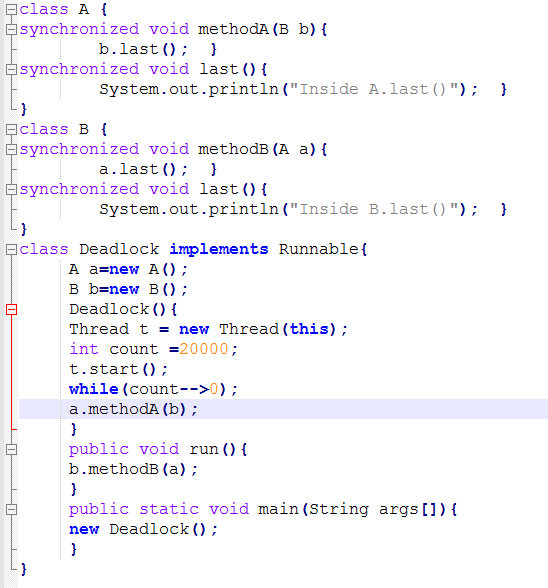 class A {
synchronized void methodA(B b){
b.last();  }
synchronized void last(){
System.out.println("Inside A.last()");  }
}
class B {
synchronized void methodB(A a){
a.last();  }
synchronized void last(){
System.out.println("Inside B.last()");  }
}
class Deadlock implements Runnable{
A a=new A();
B b=new B();
Deadlock(){
Thread t = new Thread(this);
int count =20000;
t.start();
while(count-->0);
a.methodA(b);
}
public void run(){
b.methodB(a);
}
public static void main(String args[]){
new Deadlock();
}
}